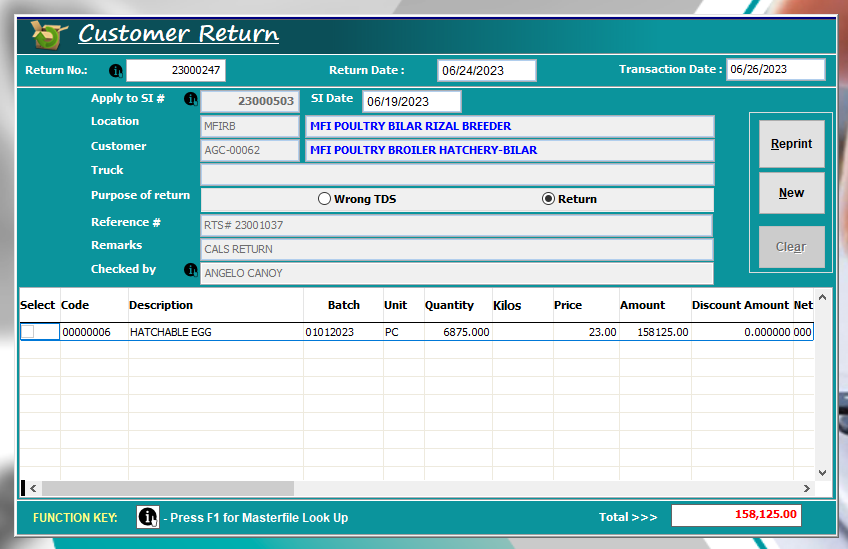 Customer Return
Return No.: 23000247 Return Date : 06/24/2023 Transaction Date : 06/26/2023
Apply to SI # 23000503 SI Date 06/19/2023
Location MFIRB MFI POULTRY BILAR RIZAL BREEDER
Customer AGC-00062 MFI POULTRY BROILER HATCHERY-BILAR
Truck
Purpose of return Wrong TDS Return
Reference # RTS# 23001037
Remarks CALS RETURN
Checked by ANGELO CANOY
Reprint
New
Clear
Select Code Description Batch Unit Quantity Kilos Price Amount Discount Amount Net
00000006 HATCHABLE EGG 01012023 PC 6875.000 23.00 158125.00 0.000000 000
FUNCTION KEY: - Press F1 for Masterfile Look Up Total >>> 158,125.00